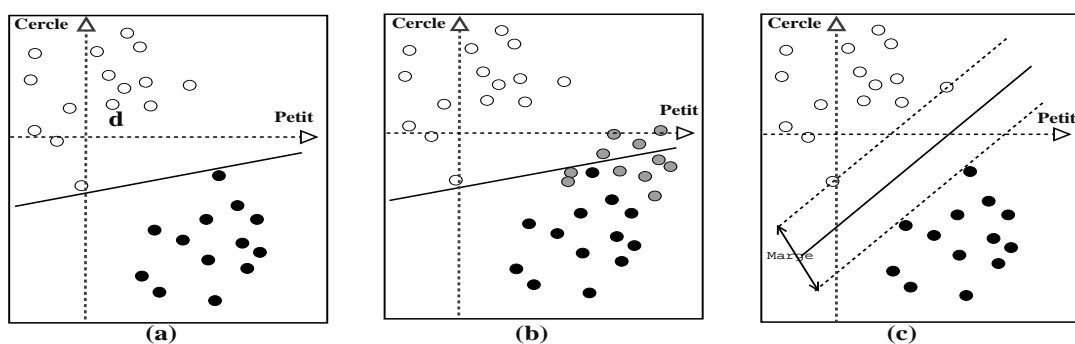 Cercle
d
Petit
(a)
Cercle
Petit
(b)
Cercle
Petit
Marge
(c)